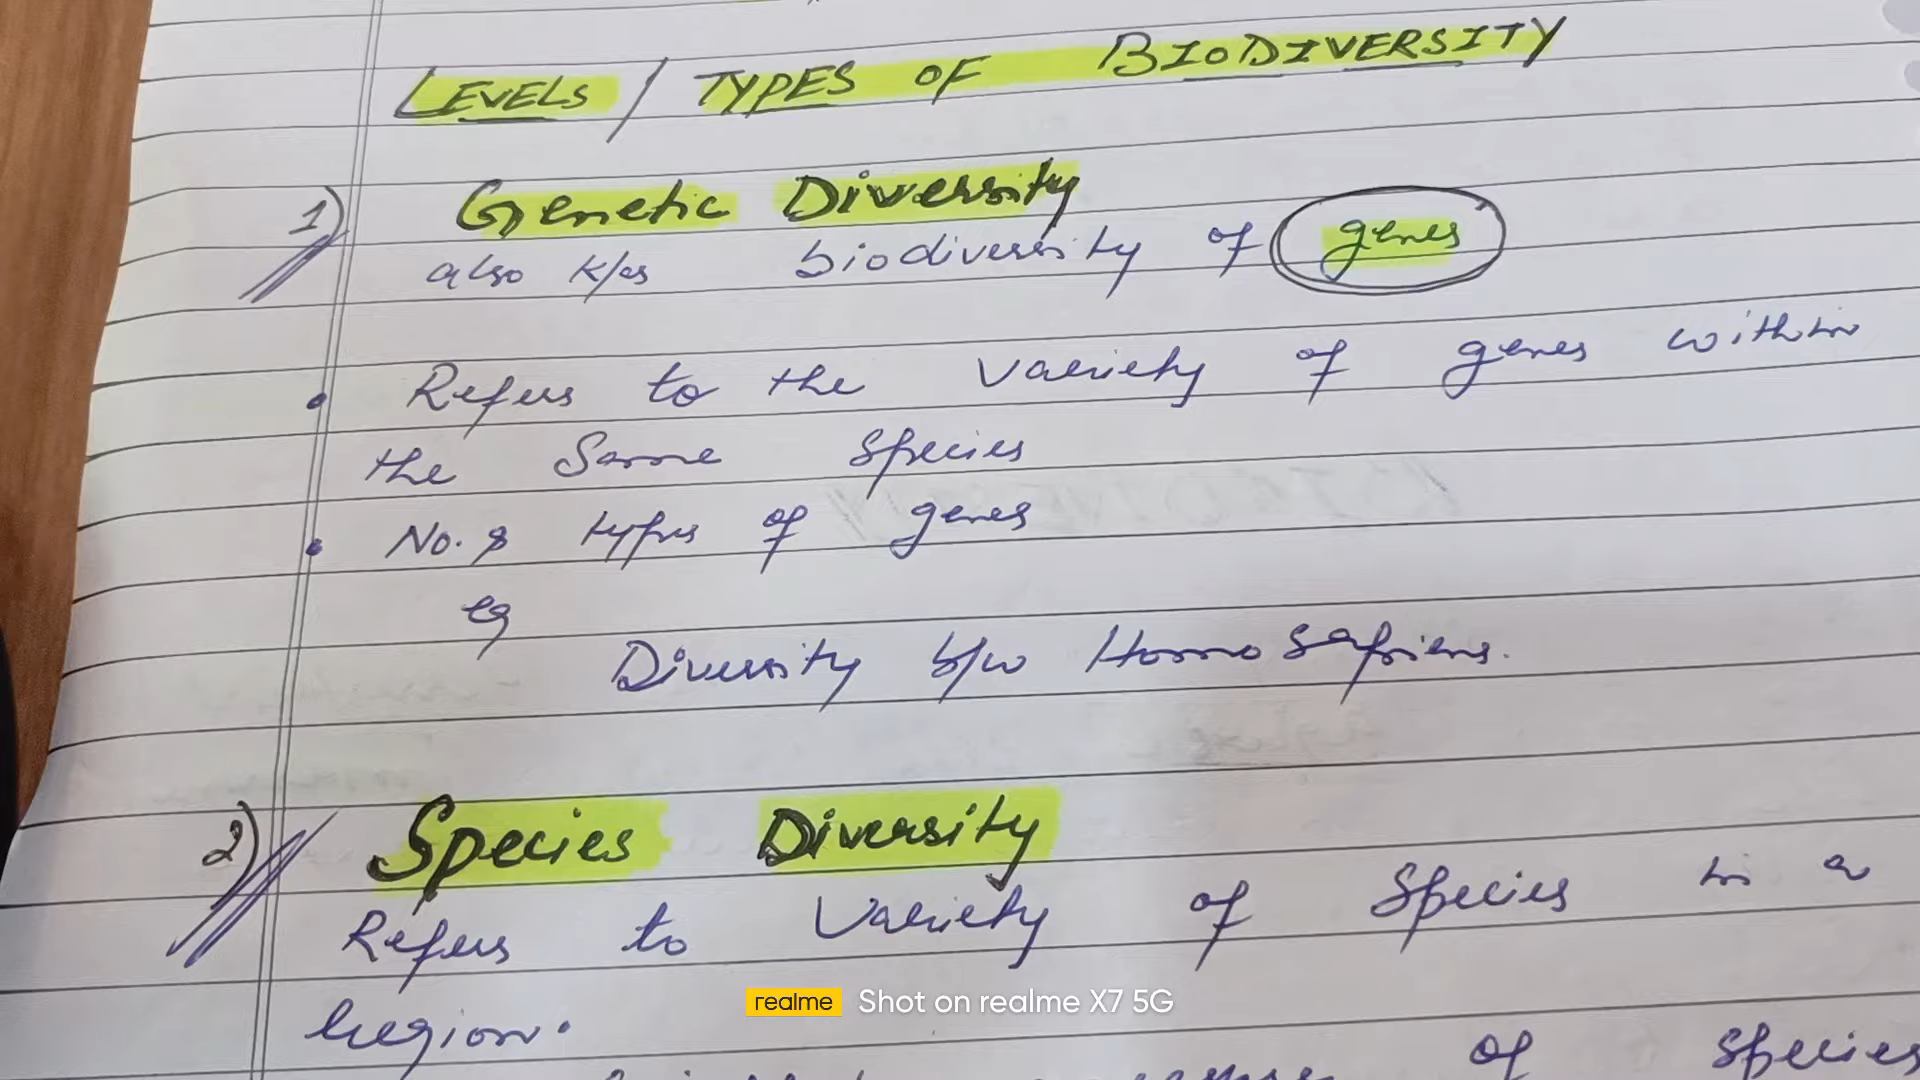 LEVELS / TYPES OF BIODIVERSITY
1) Genetic Diversity
also k/as biodiversity of genes
• Refers to the variety of genes within
the Same Species
• No. & types of genes
eg
Diversity b/w Homo sapiens.
2) Species Diversity
Refers to Variety of Species in a
region.
of species
realme Shot on realme X7 5G